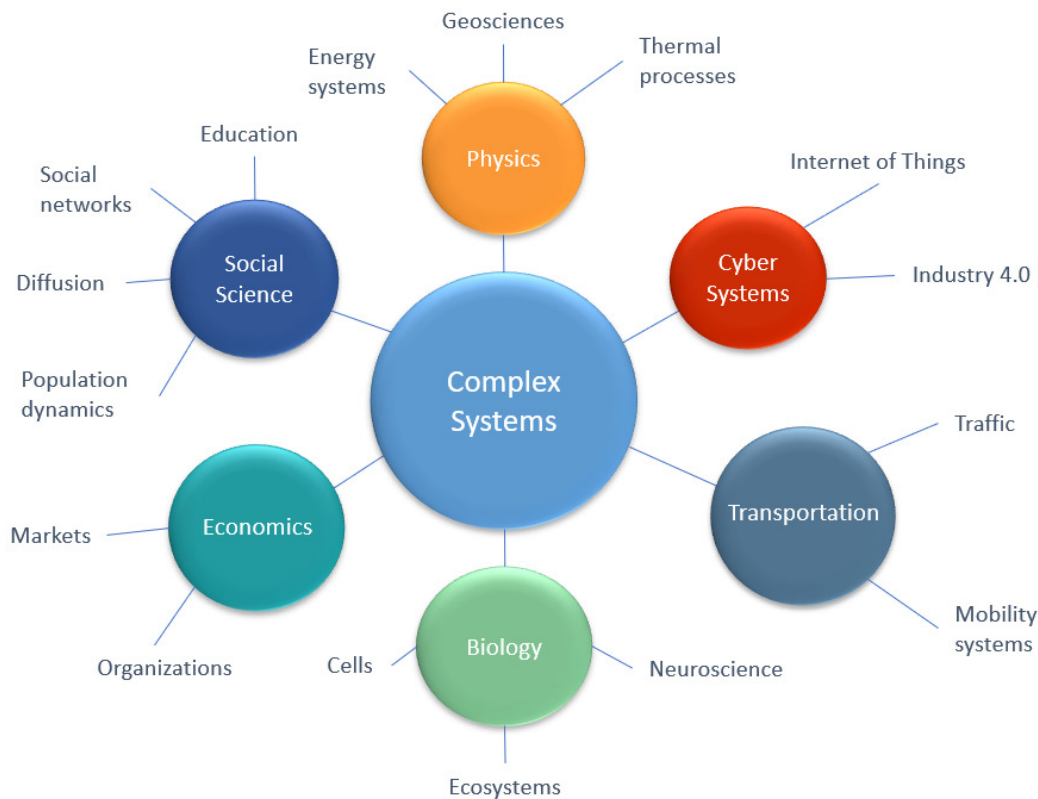 Geosciences
Energy
systems
Thermal
processes
Physics
Education
Social
networks
Diffusion
Population
dynamics
Social
Science
Internet of Things
Industry 4.0
Cyber
Systems
Complex
Systems
Traffic
Transportation
Mobility
systems
Markets
Economics
Organizations
Cells
Biology
Neuroscience
Ecosystems